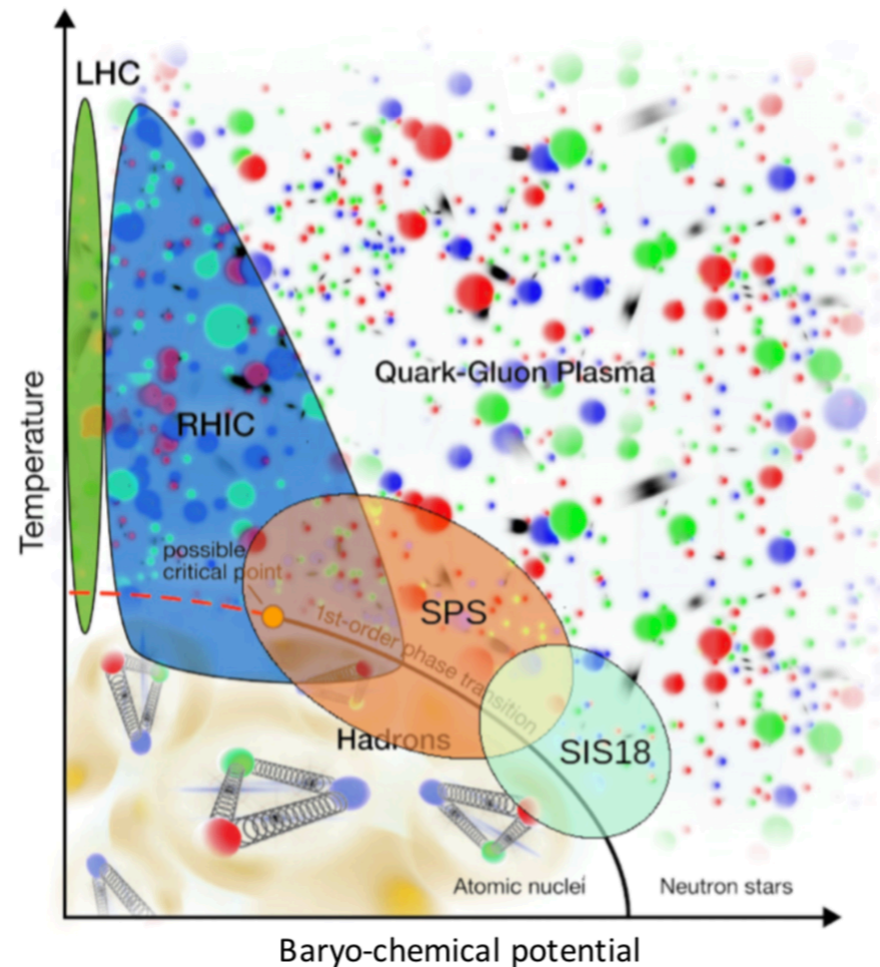 LHC
Temperature
Quark-Gluon Plasma
RHIC
possible
critical point
1st-order phase transition
SPS
Hadrons
SIS18
Atomic nuclei
Neutron stars
Baryo-chemical potential